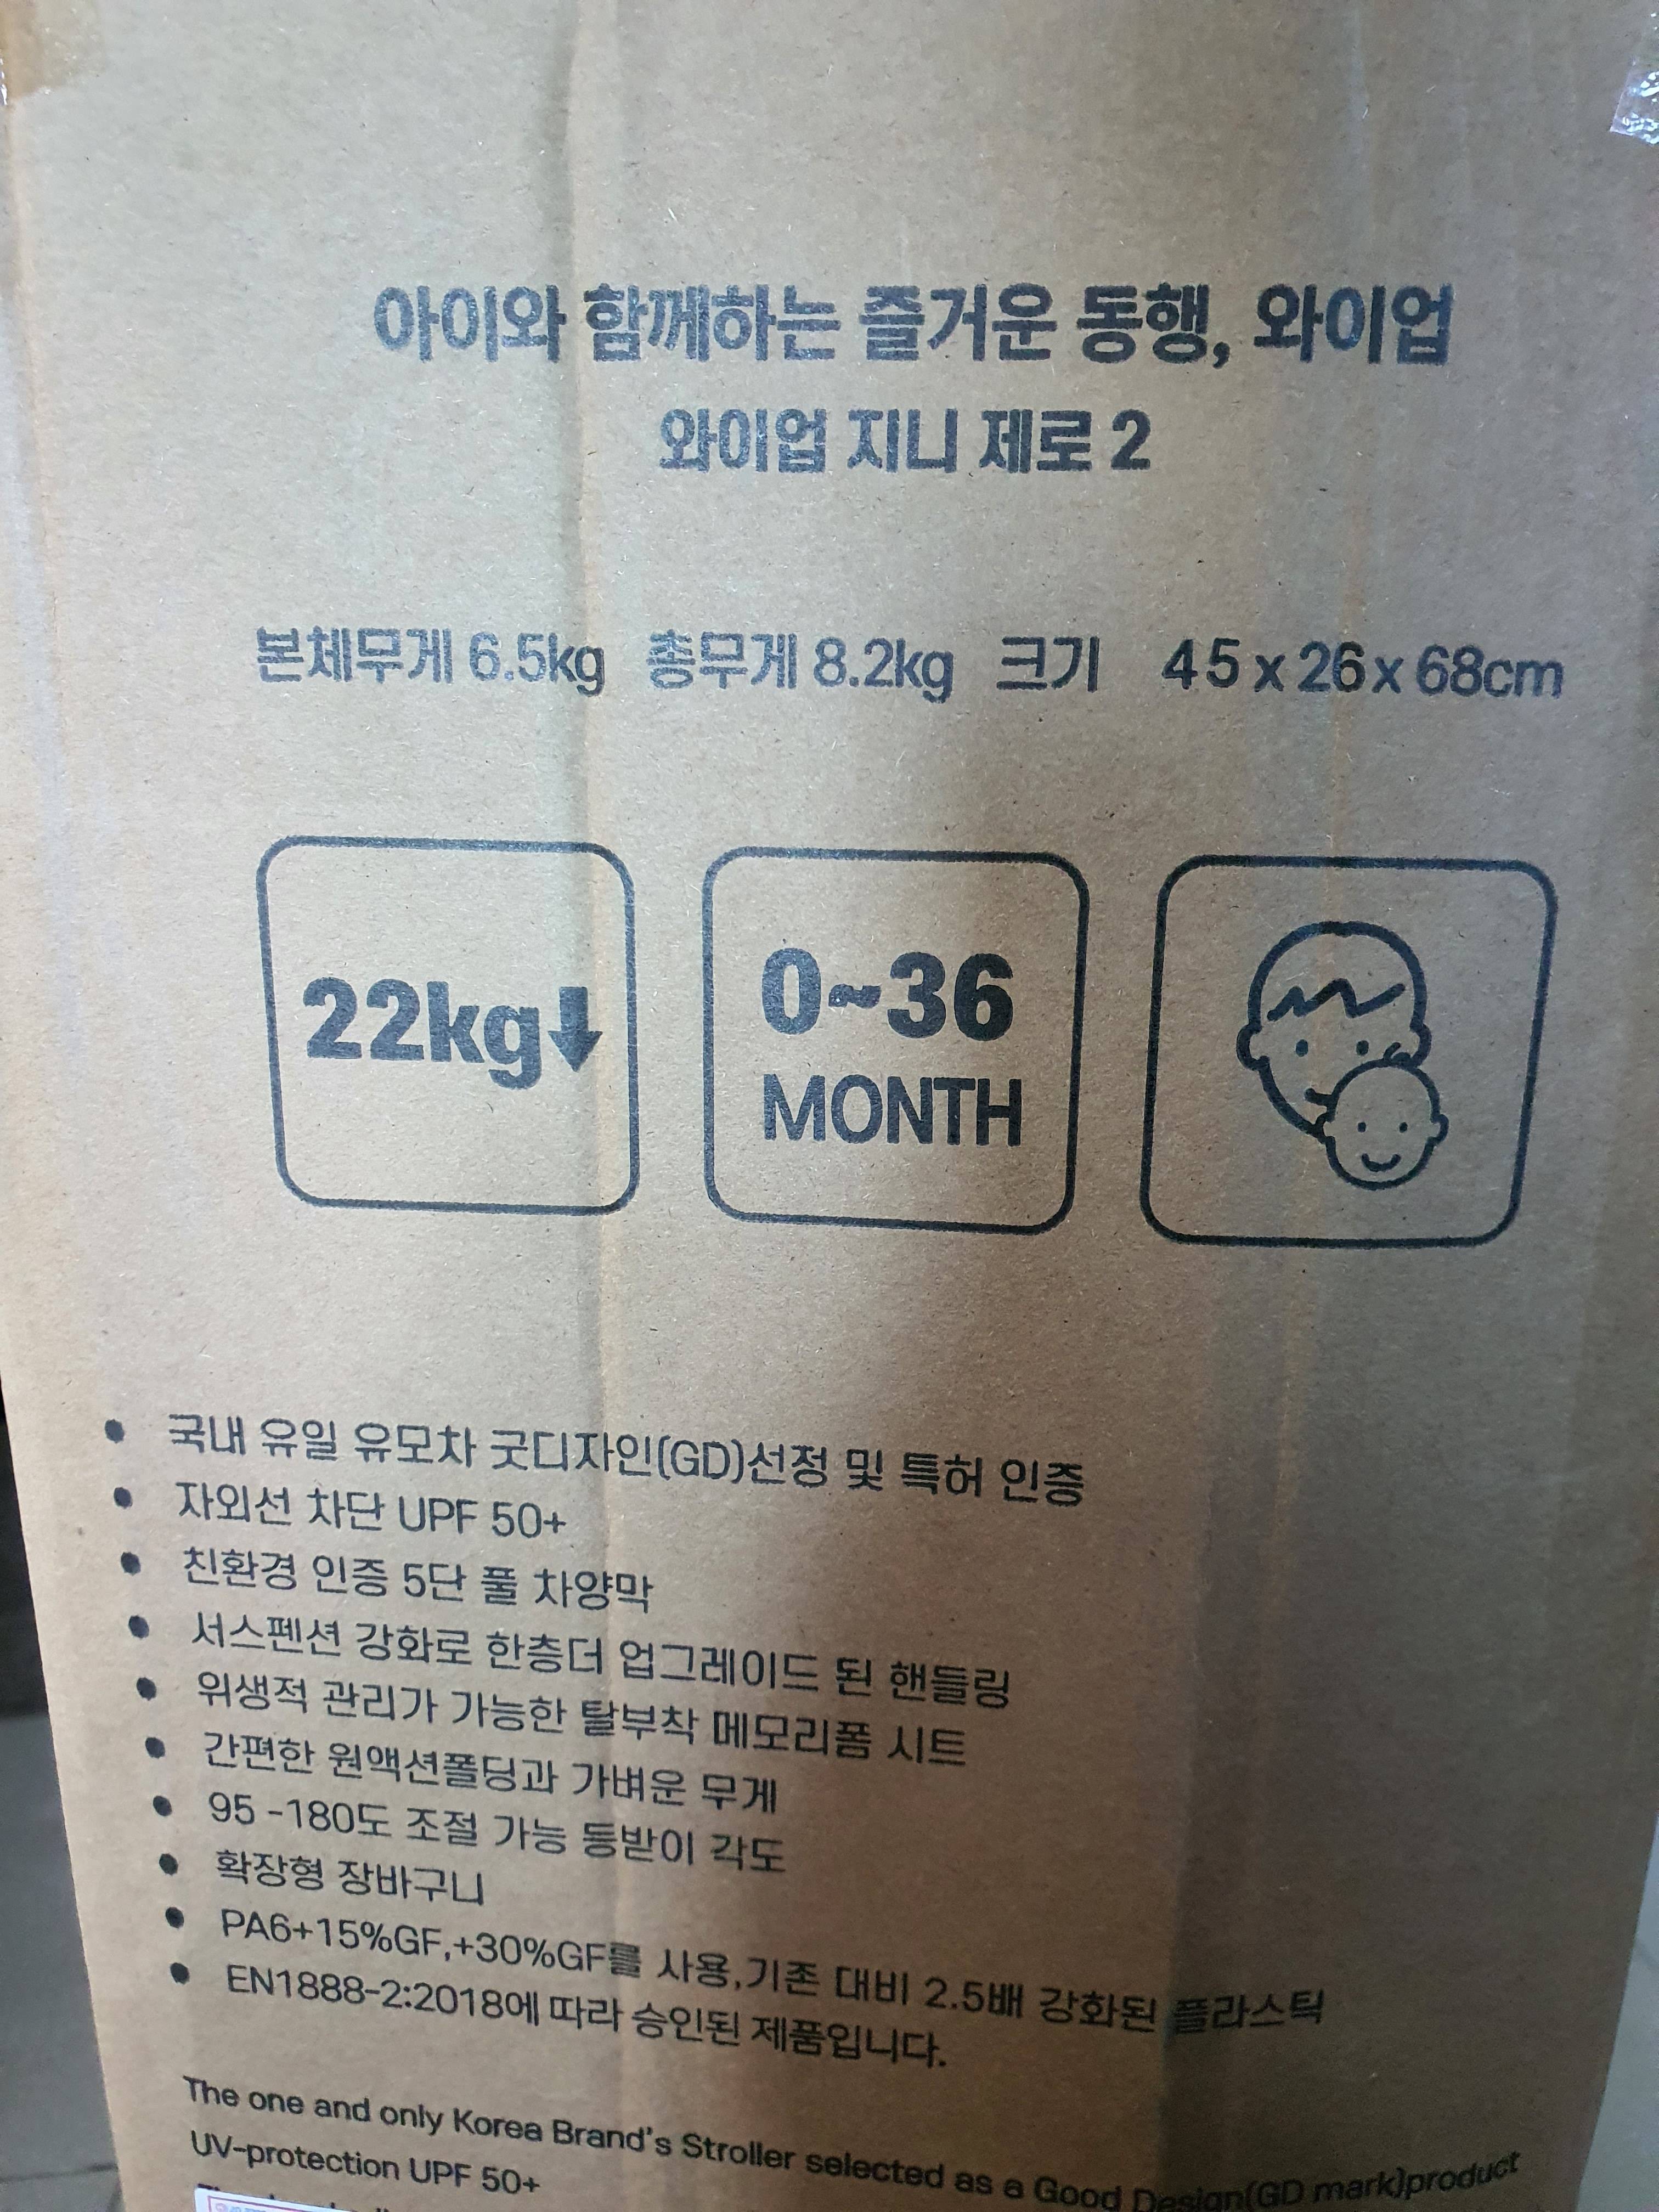 아이와 함께하는 즐거운 동행, 와이업
와이업 지니 제로 2
본체무게 6.5kg 총무게 8.2kg 크기 45 x 26 x 68cm
22kg⬇
0~36
MONTH
• 국내 유일 유모차 굿디자인(GD)선정 및 특허 인증
• 자외선 차단 UPF 50+
• 친환경 인증 5단 풀 차양막
• 서스펜션 강화로 한층더 업그레이드 된 핸들링
• 위생적 관리가 가능한 탈부착 메모리폼 시트
• 간편한 원액션폴딩과 가벼운 무게
• 95 -180도 조절 가능 등받이 각도
• 확장형 장바구니
• PA6+15%GF,+30%GF를 사용,기존 대비 2.5배 강화된 플라스틱
• EN1888-2:2018에 따라 승인된 제품입니다.
The one and only Korea Brand's Stroller selected as a Good Design(GD mark)product
UV-protection UPF 50+